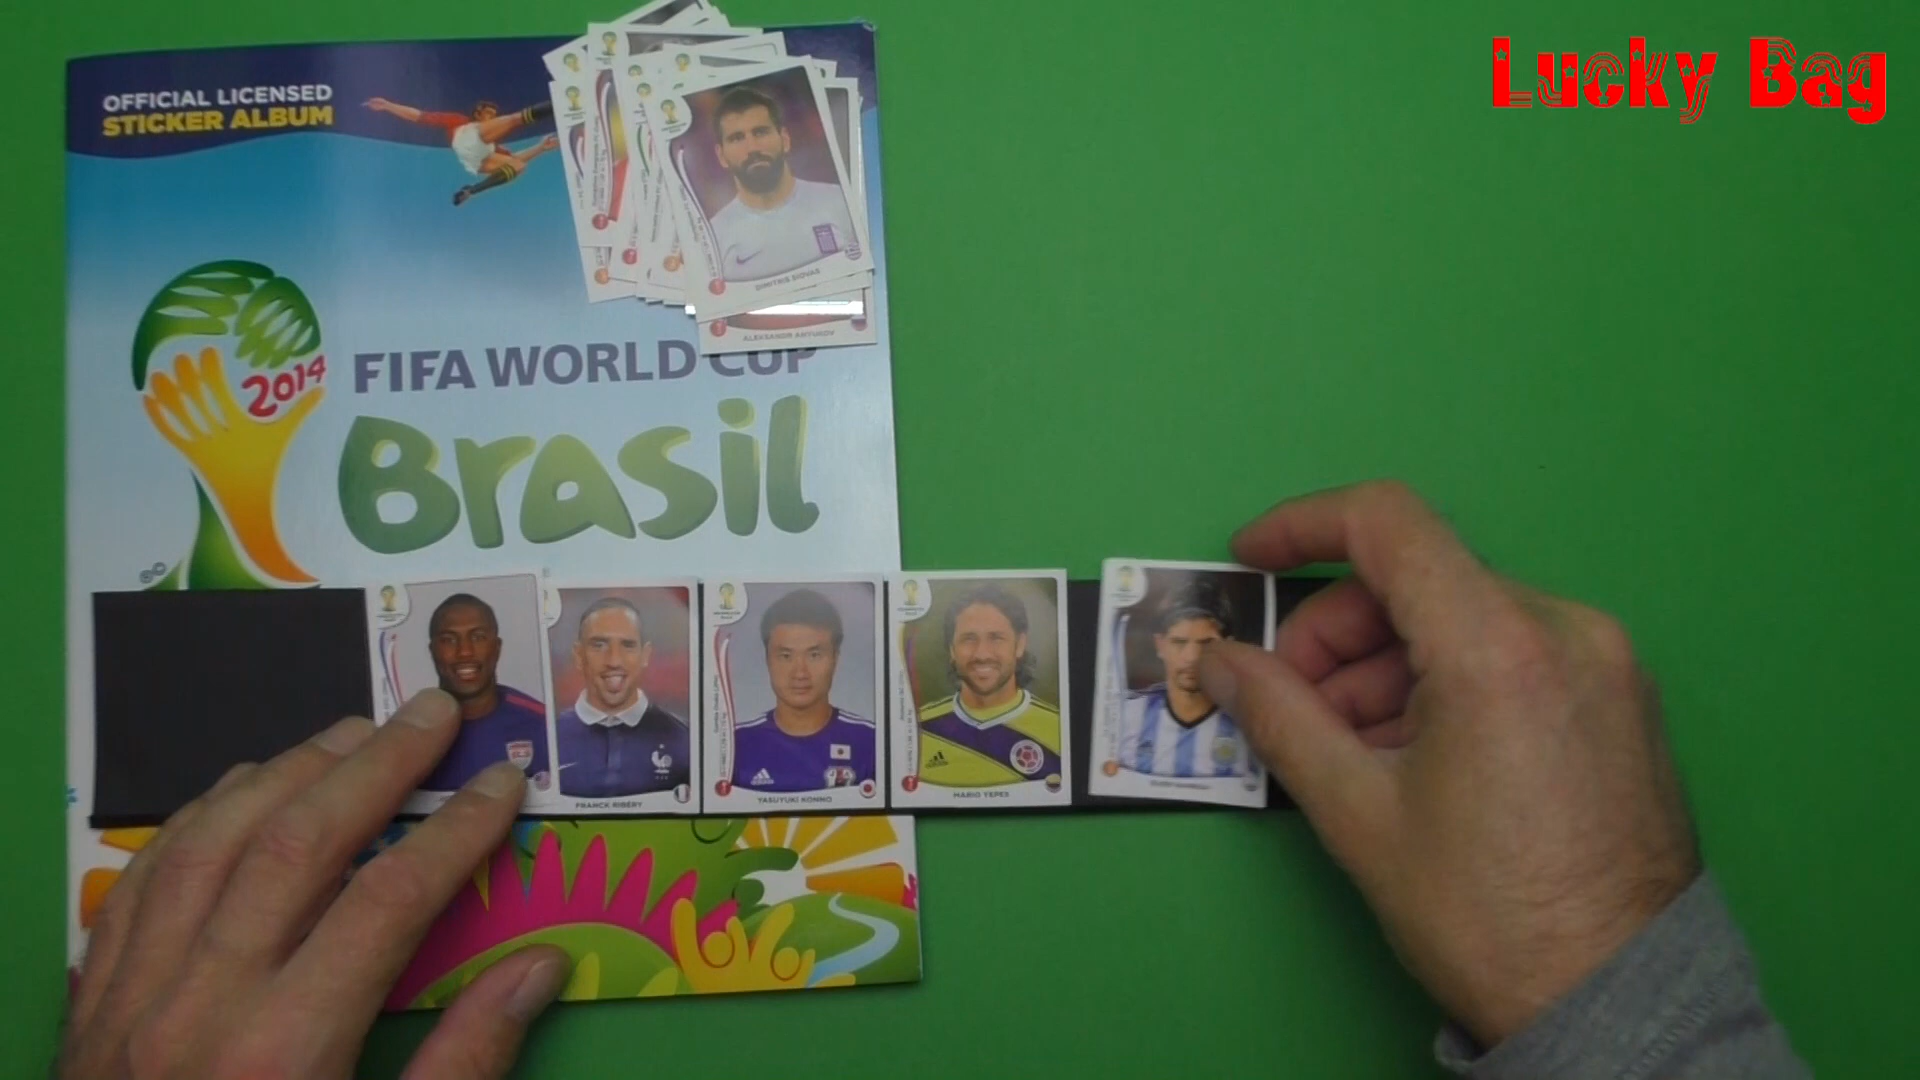 Lucky Bag
OFFICIAL LICENSED
STICKER ALBUM
DIMITRIS SIOVAS
ALEKSANDR ANYUKOV
2014
FIFA WORLD CUP
Brasil
FRANCK RIBÉRY
YASUYUKI KONNO
MARIO YEPES